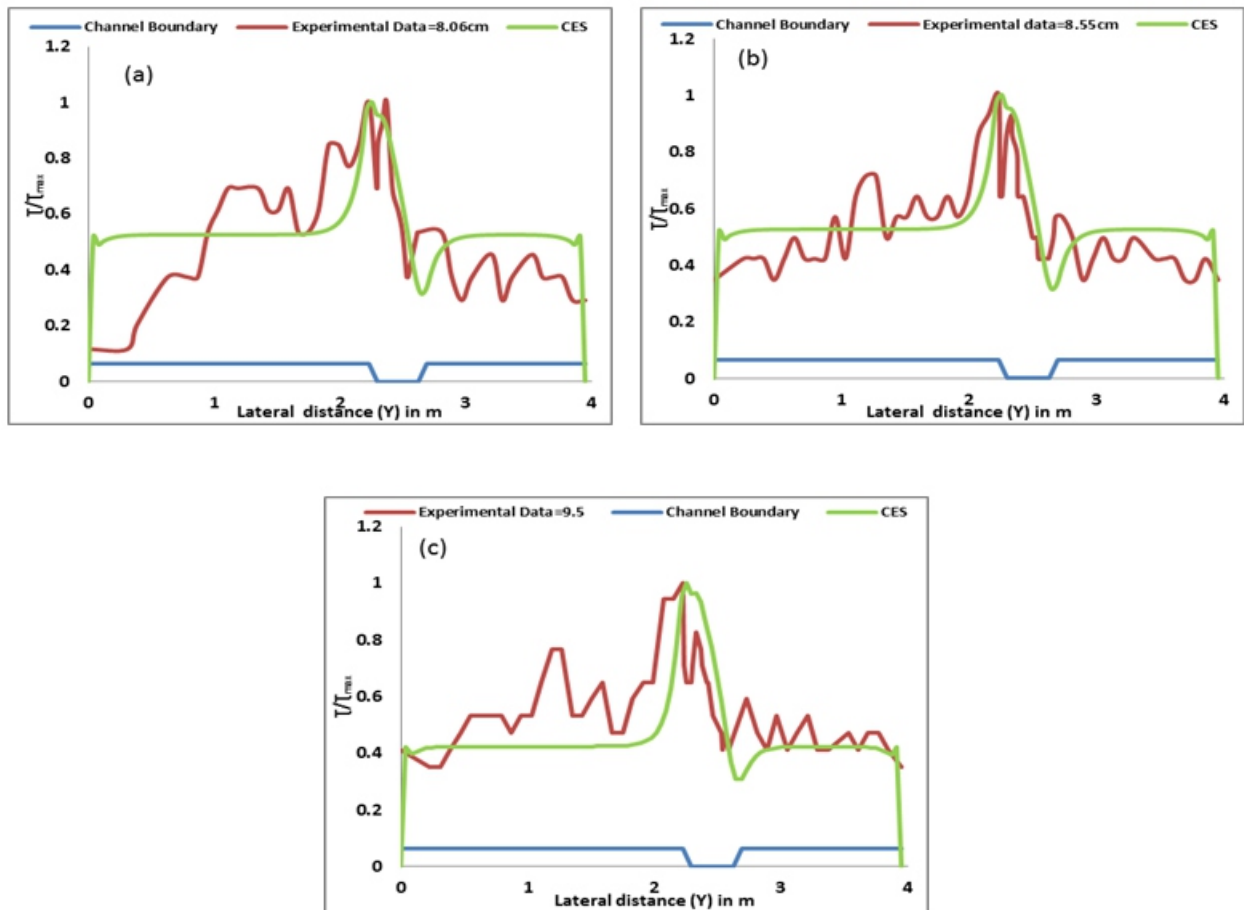 Channel Boundary Experimental Data=8.06cm CES
1.2
(a)
1
0.8
0.6
0.4
0.2
0
τ/τmax
0 1 2 3 4
Lateral distance (Y) in m
Channel Boundary Experimental data=8.55cm CES
1.2
(b)
1
0.8
0.6
0.4
0.2
0
τ/τmax
0 1 2 3 4
Lateral distance (Y) in m
Experimental Data=9.5 Channel Boundary CES
1.2
(c)
1
0.8
0.6
0.4
0.2
0
τ/τmax
0 1 2 3 4
Lateral distance (Y) in m